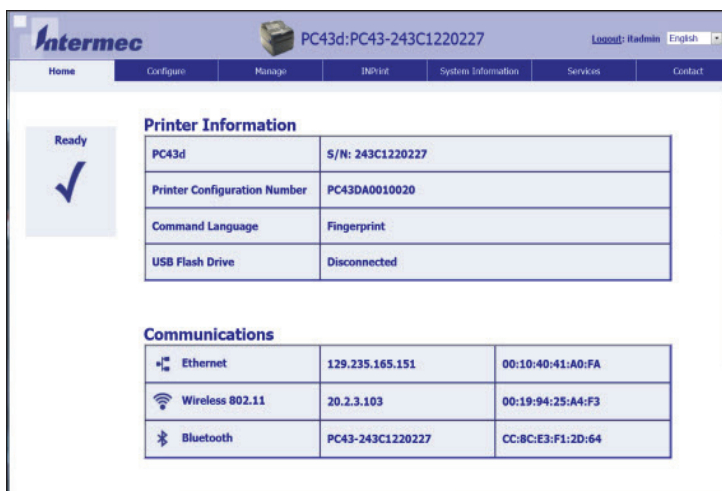 Intermec
PC43d:PC43-243C1220227
Logout: itadmin English
Home Configure Manage INPrint System Information Services Contact
Ready
Printer Information
PC43d S/N: 243C1220227
Printer Configuration Number PC43DA0010020
Command Language Fingerprint
USB Flash Drive Disconnected
Communications
Ethernet 129.235.165.151 00:10:40:41:A0:FA
Wireless 802.11 20.2.3.103 00:19:94:25:A4:F3
Bluetooth PC43-243C1220227 CC:8C:E3:F1:2D:64